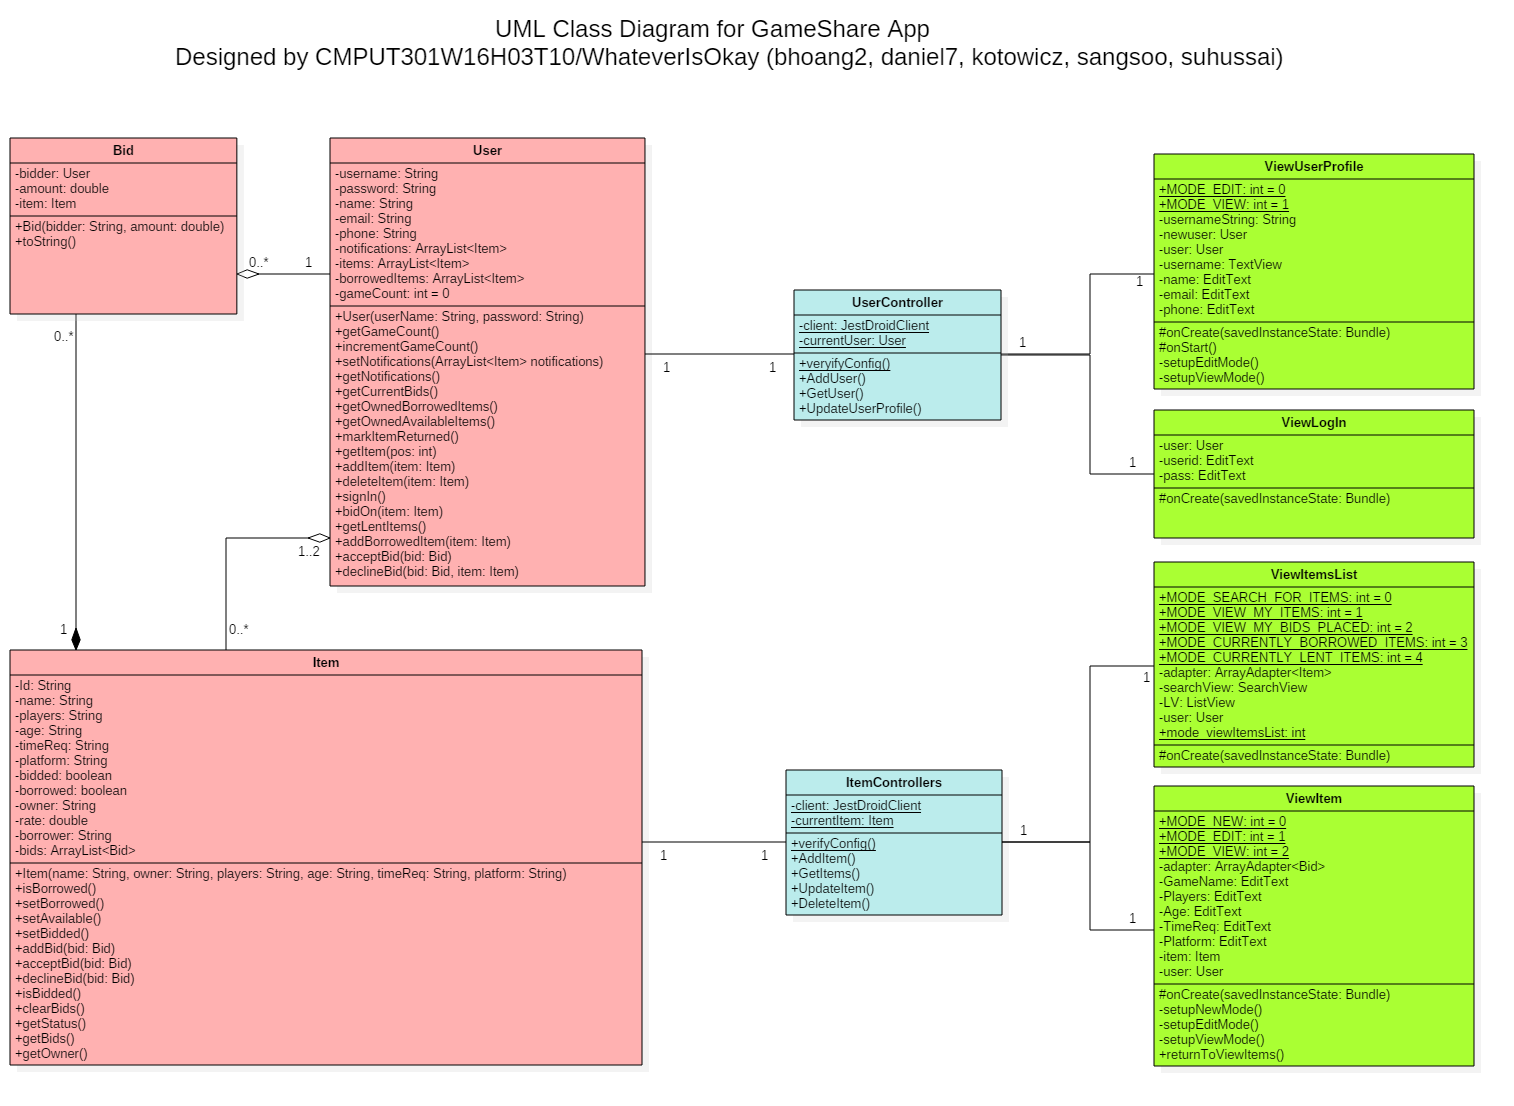 UML Class Diagram for GameShare App
Designed by CMPUT301W16H03T10/WhateverIsOkay (bhoang2, daniel7, kotowicz, sangsoo, suhussai)
Bid
-bidder: User
-amount: double
-item: Item
+Bid(bidder: String, amount: double)
+toString()
0..*
1
0..*
1
User
-username: String
-password: String
-name: String
-email: String
-phone: String
-notifications: ArrayList<Item>
-items: ArrayList<Item>
-borrowedItems: ArrayList<Item>
-gameCount: int = 0
+User(userName: String, password: String)
+getGameCount()
+incrementGameCount()
+setNotifications(ArrayList<Item> notifications)
+getNotifications()
+getCurrentBids()
+getOwnedBorrowedItems()
+getOwnedAvailableItems()
+markItemReturned()
+getItem(pos: int)
+addItem(item: Item)
+deleteItem(item: Item)
+signIn()
+bidOn(item: Item)
+getLentItems()
+addBorrowedItem(item: Item)
+acceptBid(bid: Bid)
+declineBid(bid: Bid, item: Item)
1..2
0..*
1
1
UserController
-client: JestDroidClient
-currentUser: User
+veryifyConfig()
+AddUser()
+GetUser()
+UpdateUserProfile()
1
1
1
ViewUserProfile
+MODE_EDIT: int = 0
+MODE_VIEW: int = 1
-usernameString: String
-newuser: User
-user: User
-username: TextView
-name: EditText
-email: EditText
-phone: EditText
#onCreate(savedInstanceState: Bundle)
#onStart()
-setupEditMode()
-setupViewMode()
ViewLogIn
-user: User
-userid: EditText
-pass: EditText
#onCreate(savedInstanceState: Bundle)
Item
-Id: String
-name: String
-players: String
-age: String
-timeReq: String
-platform: String
-bidded: boolean
-borrowed: boolean
-owner: String
-rate: double
-borrower: String
-bids: ArrayList<Bid>
+Item(name: String, owner: String, players: String, age: String, timeReq: String, platform: String)
+isBorrowed()
+setBorrowed()
+setAvailable()
+setBidded()
+addBid(bid: Bid)
+acceptBid(bid: Bid)
+declineBid(bid: Bid)
+isBidded()
+clearBids()
+getStatus()
+getBids()
+getOwner()
1
1
ItemControllers
-client: JestDroidClient
-currentItem: Item
+verifyConfig()
+AddItem()
+GetItems()
+UpdateItem()
+DeleteItem()
1
1
1
ViewItemsList
+MODE_SEARCH_FOR_ITEMS: int = 0
+MODE_VIEW_MY_ITEMS: int = 1
+MODE_VIEW_MY_BIDS_PLACED: int = 2
+MODE_CURRENTLY_BORROWED_ITEMS: int = 3
+MODE_CURRENTLY_LENT_ITEMS: int = 4
-adapter: ArrayAdapter<Item>
-searchView: SearchView
-LV: ListView
-user: User
+mode_viewItemsList: int
#onCreate(savedInstanceState: Bundle)
ViewItem
+MODE_NEW: int = 0
+MODE_EDIT: int = 1
+MODE_VIEW: int = 2
-adapter: ArrayAdapter<Bid>
-GameName: EditText
-Players: EditText
-Age: EditText
-TimeReq: EditText
-Platform: EditText
-item: Item
-user: User
#onCreate(savedInstanceState: Bundle)
-setupNewMode()
-setupEditMode()
-setupViewMode()
+returnToViewItems()